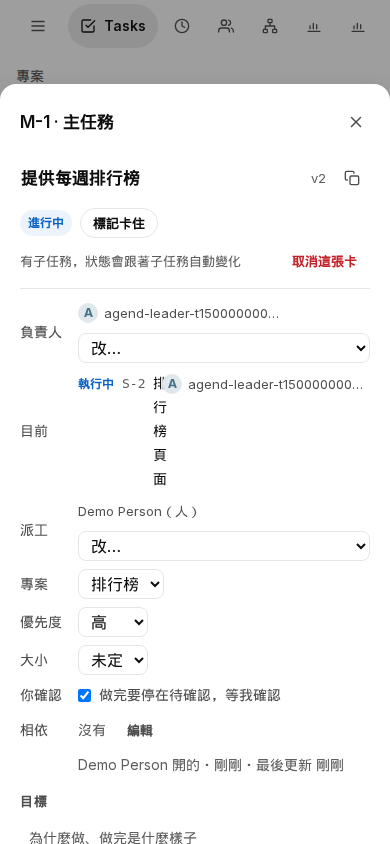 Tasks
專案
M-1 · 主任務
提供每週排行榜
v2
進行中
標記卡住
有子任務，狀態會跟著子任務自動變化
取消這張卡
負責人
A agend-leader-t150000000…
改…
目前
執行中 S-2 排行榜頁面 A agend-leader-t150000000…
派工
Demo Person（人）
改…
專案
排行榜
優先度
高
大小
未定
你確認
做完要停在待確認，等我確認
相依
沒有
編輯
Demo Person 開的・剛剛・最後更新 剛剛
目標
為什麼做、做完是什麼樣子